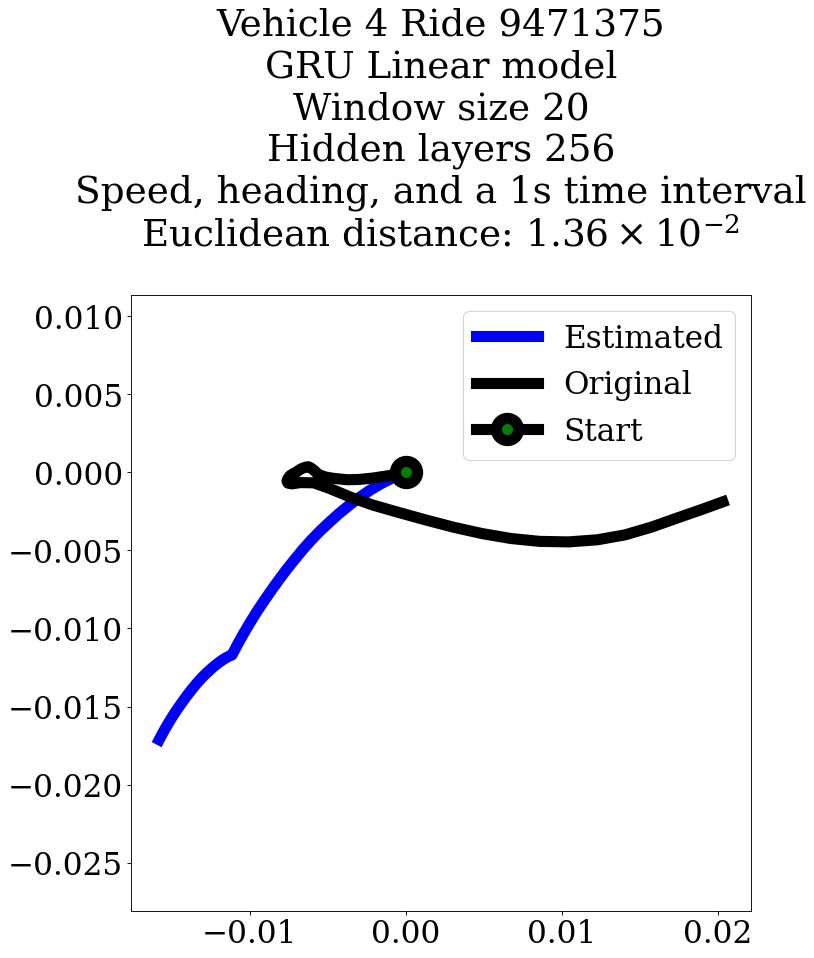 Vehicle 4 Ride 9471375
GRU Linear model
Window size 20
Hidden layers 256
Speed, heading, and a 1s time interval
Euclidean distance: 1.36 × 10⁻²
Estimated
Original
Start
0.010
0.005
0.000
−0.005
−0.010
−0.015
−0.020
−0.025
−0.01 0.00 0.01 0.02